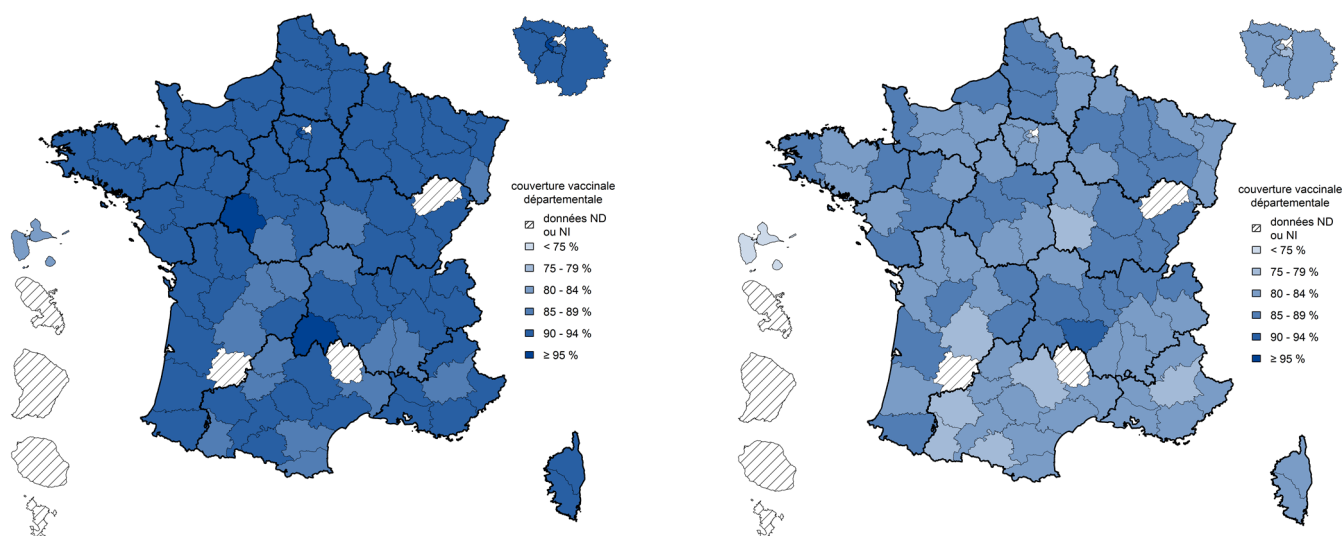 couverture vaccinale
départementale
données ND
ou NI
< 75 %
75 - 79 %
80 - 84 %
85 - 89 %
90 - 94 %
≥ 95 %
couverture vaccinale
départementale
données ND
ou NI
< 75 %
75 - 79 %
80 - 84 %
85 - 89 %
90 - 94 %
≥ 95 %